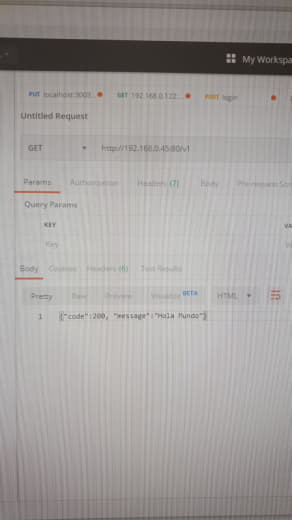 My Workspa
PUT localhost:3003...
GET 192.168.0.122:...
POST login
Untitled Request
GET http://192.168.0.45:80/v1
Params Authorization Headers (7) Body Pre-request Scri
Query Params
KEY VA
Key
Body Cookies Headers (6) Test Results
Pretty Raw Preview Visualize BETA HTML
1 {"code":200, "message":"Hola Mundo"}